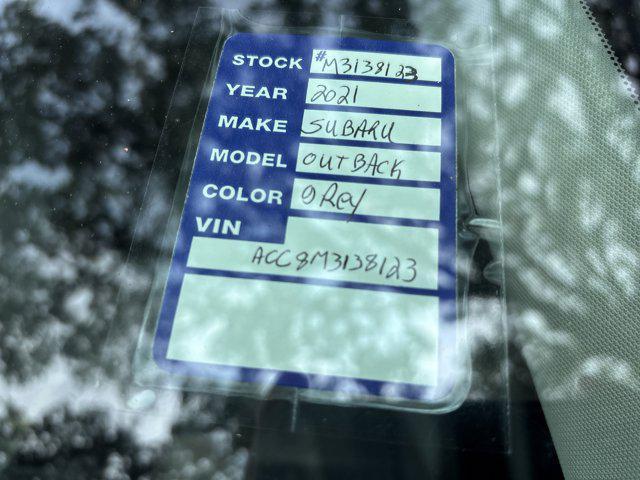 STOCK #M3138123
YEAR 2021
MAKE SUBARU
MODEL OUTBACK
COLOR GRey
VIN
ACC8M3138123